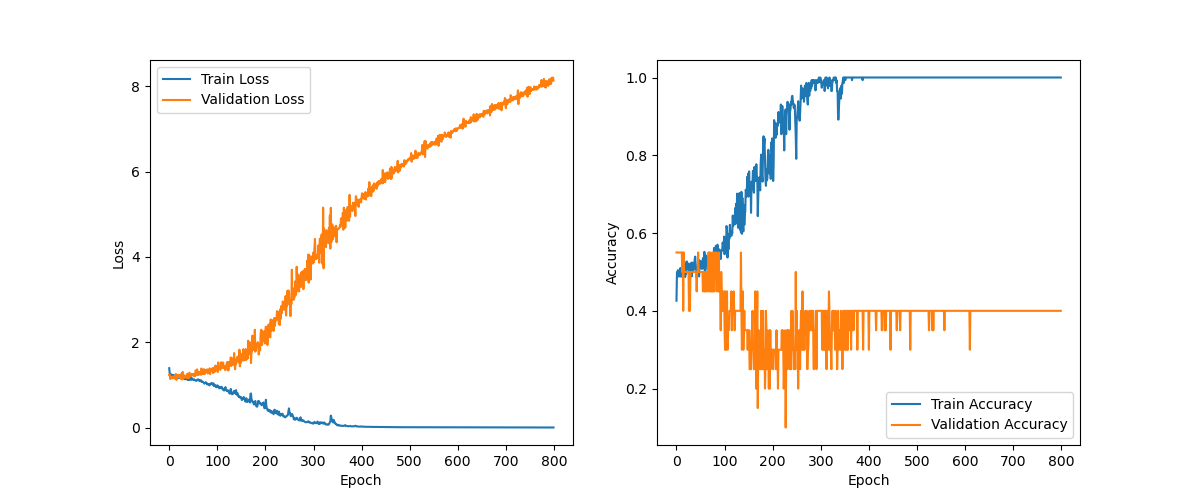 Train Loss
Validation Loss
8
6
4
2
0
Loss
0 100 200 300 400 500 600 700 800
Epoch
1.0
0.8
0.6
0.4
0.2
Accuracy
Train Accuracy
Validation Accuracy
0 100 200 300 400 500 600 700 800
Epoch